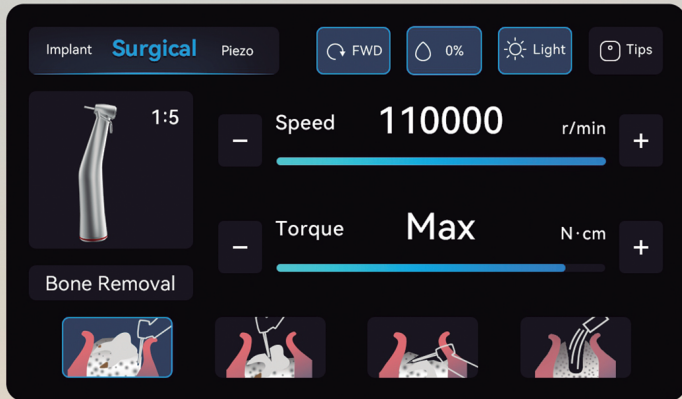 Implant Surgical Piezo FWD 0% Light Tips
1:5
Speed 110000 r/min
Torque Max N·cm
Bone Removal